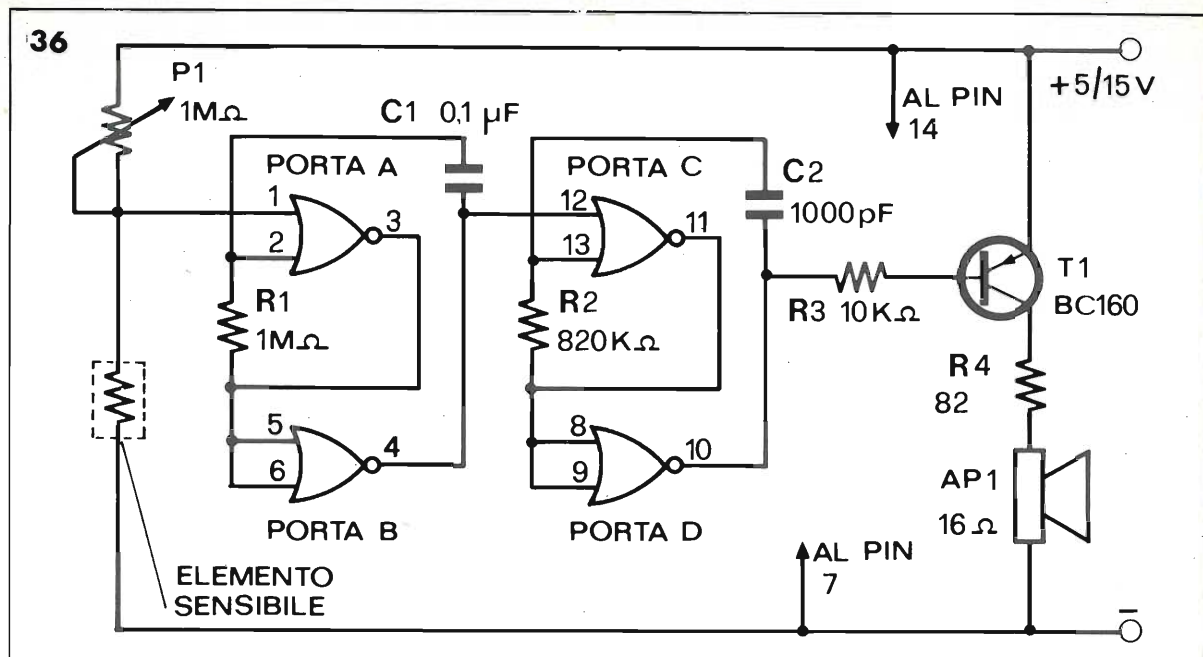 36
P1
1MΩ
C1 0,1 µF
AL PIN
14
+5/15V
PORTA A
1
2
3
R1
1MΩ
5
6
4
PORTA B
PORTA C
12
13
11
R2
820KΩ
8
9
10
PORTA D
C2
1000pF
R3 10KΩ
T1
BC160
R4
82
AP1
16Ω
ELEMENTO
SENSIBILE
AL PIN
7
–